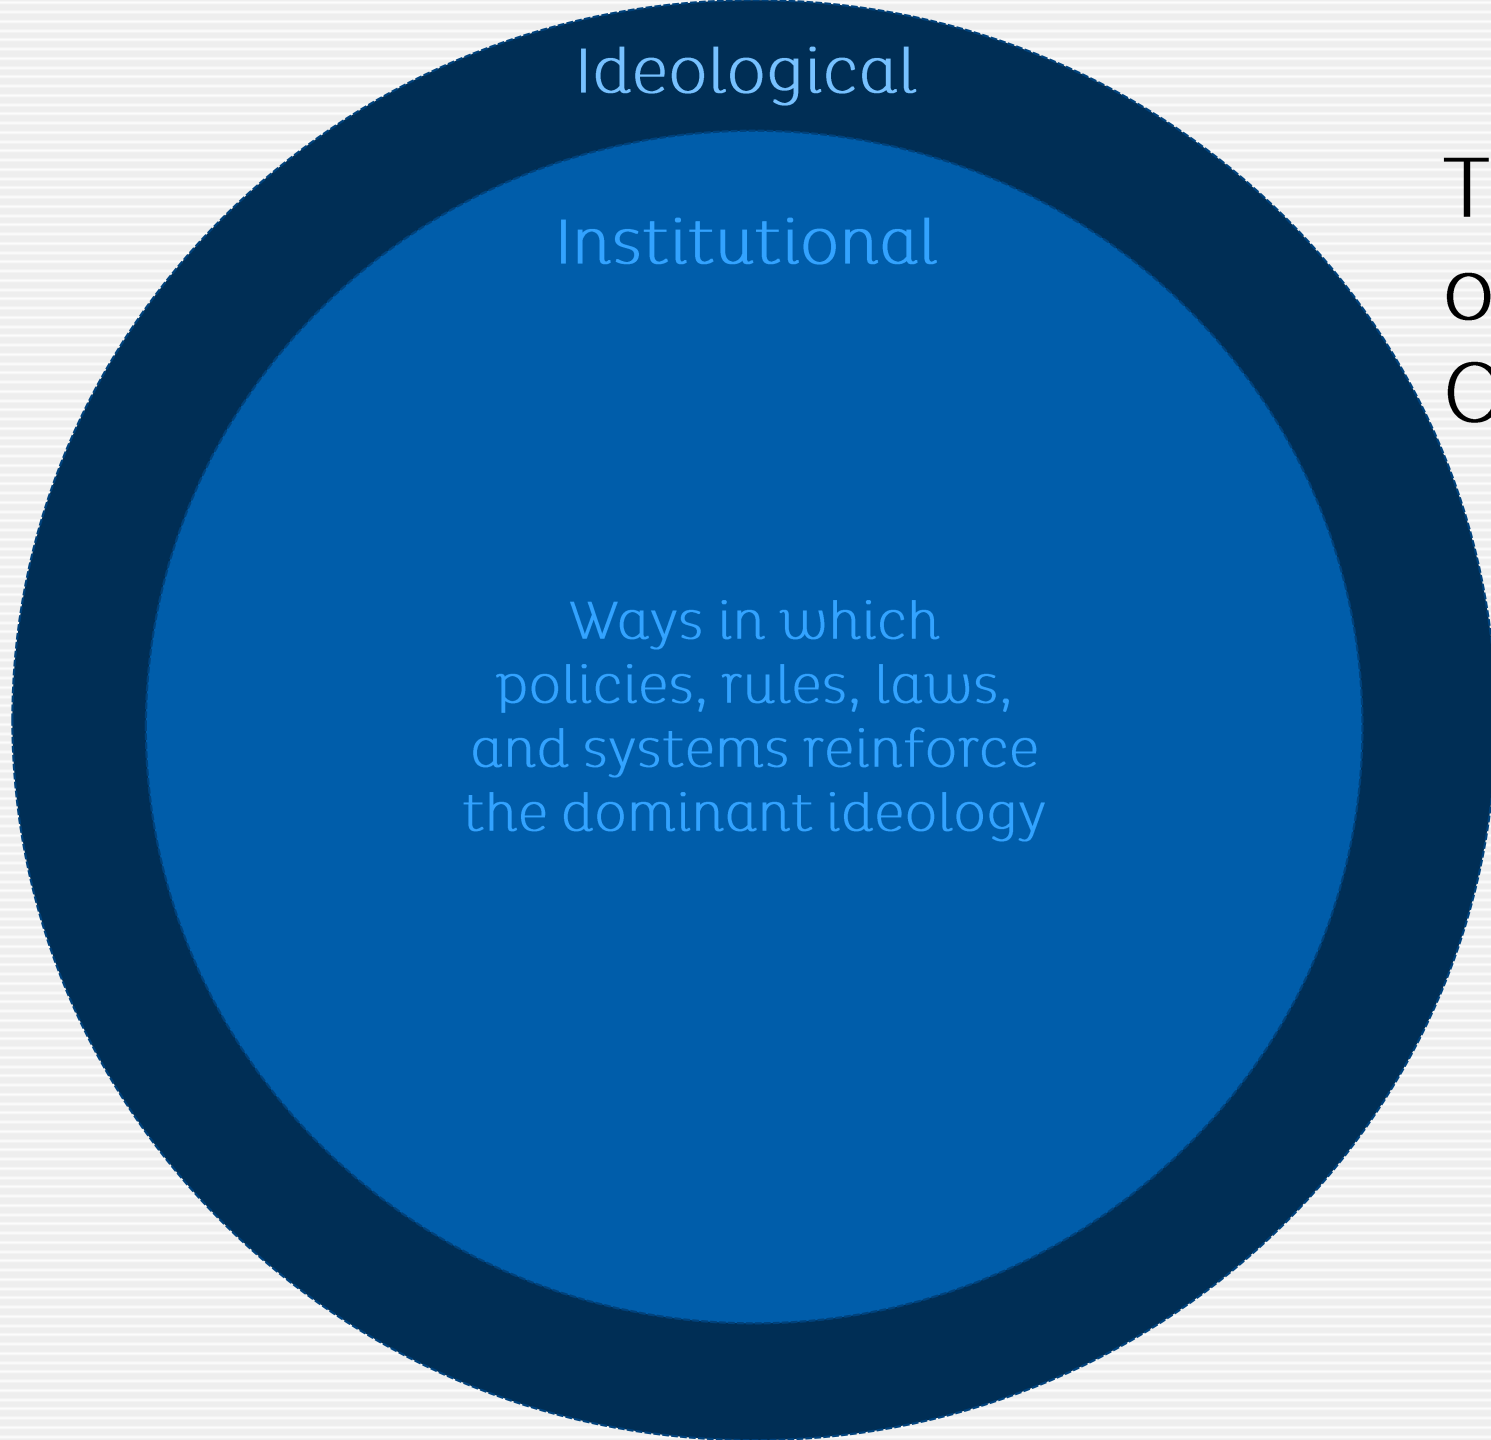 Ideological
Institutional
Ways in which
policies, rules, laws,
and systems reinforce
the dominant ideology
T
o